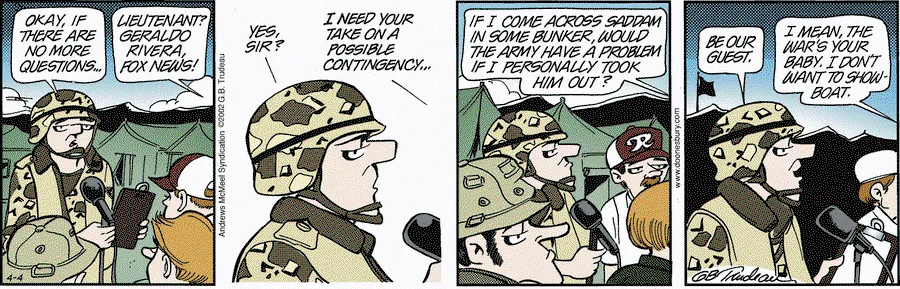 OKAY, IF
THERE ARE
NO MORE
QUESTIONS...
LIEUTENANT?
GERALDO
RIVERA,
FOX NEWS!
4-4
Andrews McMeel Syndication ©2002 G.B. Trudeau
YES,
SIR?
I NEED YOUR
TAKE ON A
POSSIBLE
CONTINGENCY...
IF I COME ACROSS SADDAM
IN SOME BUNKER, WOULD
THE ARMY HAVE A PROBLEM
IF I PERSONALLY TOOK
HIM OUT?
R
www.doonesbury.com
BE OUR
GUEST.
I MEAN, THE
WAR'S YOUR
BABY. I DON'T
WANT TO SHOW-
BOAT.
GB Trudeau